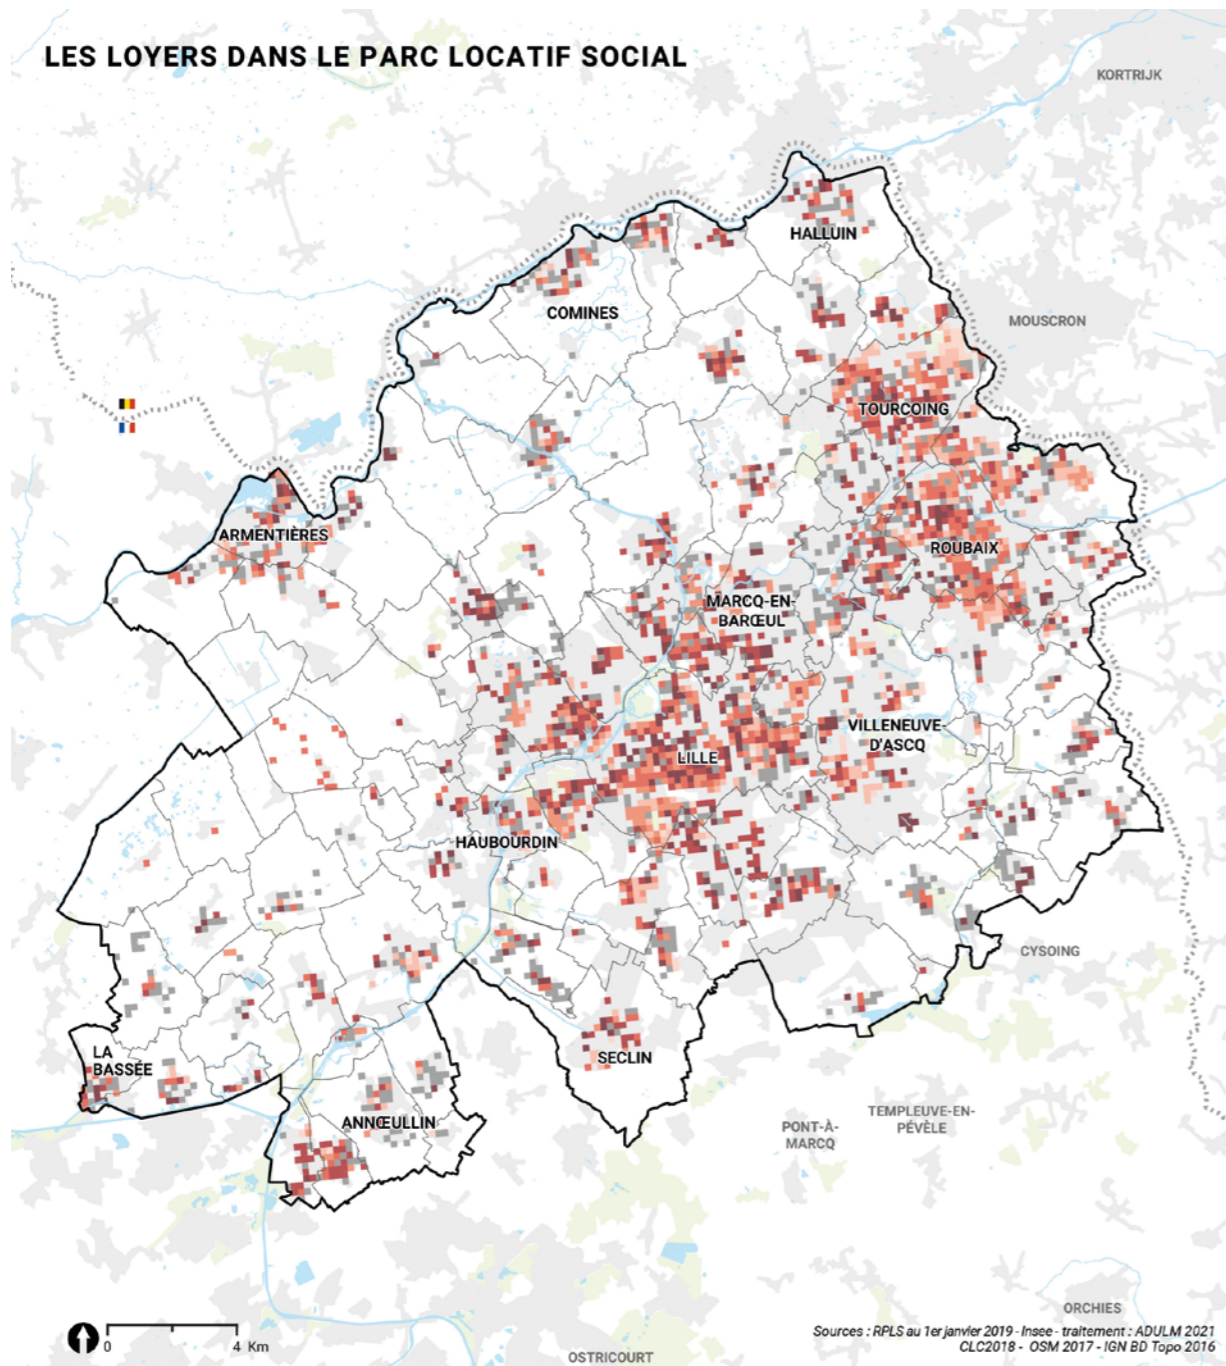 LES LOYERS DANS LE PARC LOCATIF SOCIAL
KORTRIJK
HALLUIN
COMINES
MOUSCRON
TOURCOING
ARMENTIÈRES
ROUBAIX
MARCQ-EN-
BARŒUL
VILLENEUVE-
D'ASCQ
LILLE
HAUBOURDIN
CYSOING
LA
BASSÉE
SECLIN
ANNŒULLIN
PONT-À-
MARCQ
TEMPLEUVE-EN-
PÉVÈLE
ORCHIES
0 4 Km
OSTRICOURT
Sources : RPLS au 1er janvier 2019 - Insee - traitement : ADULM 2021
CLC2018 - OSM 2017 - IGN BD Topo 2016